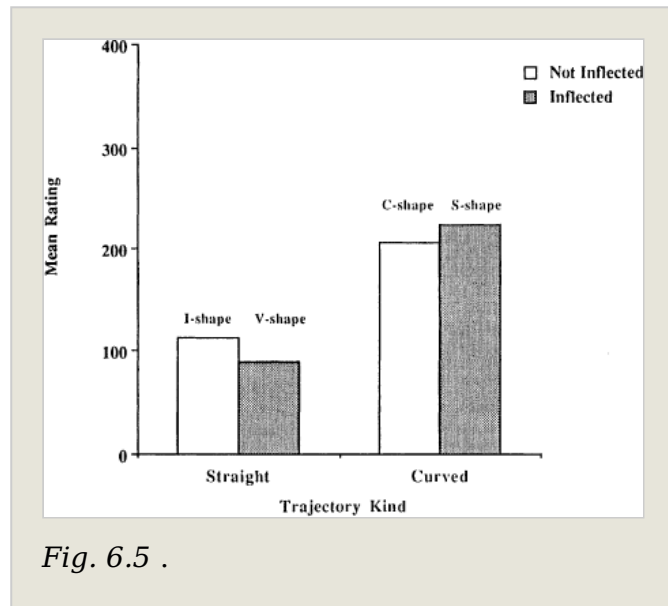 400
300
200
100
0
Mean Rating
Not Inflected
Inflected
I-shape V-shape
C-shape S-shape
Straight Curved
Trajectory Kind
Fig. 6.5 .